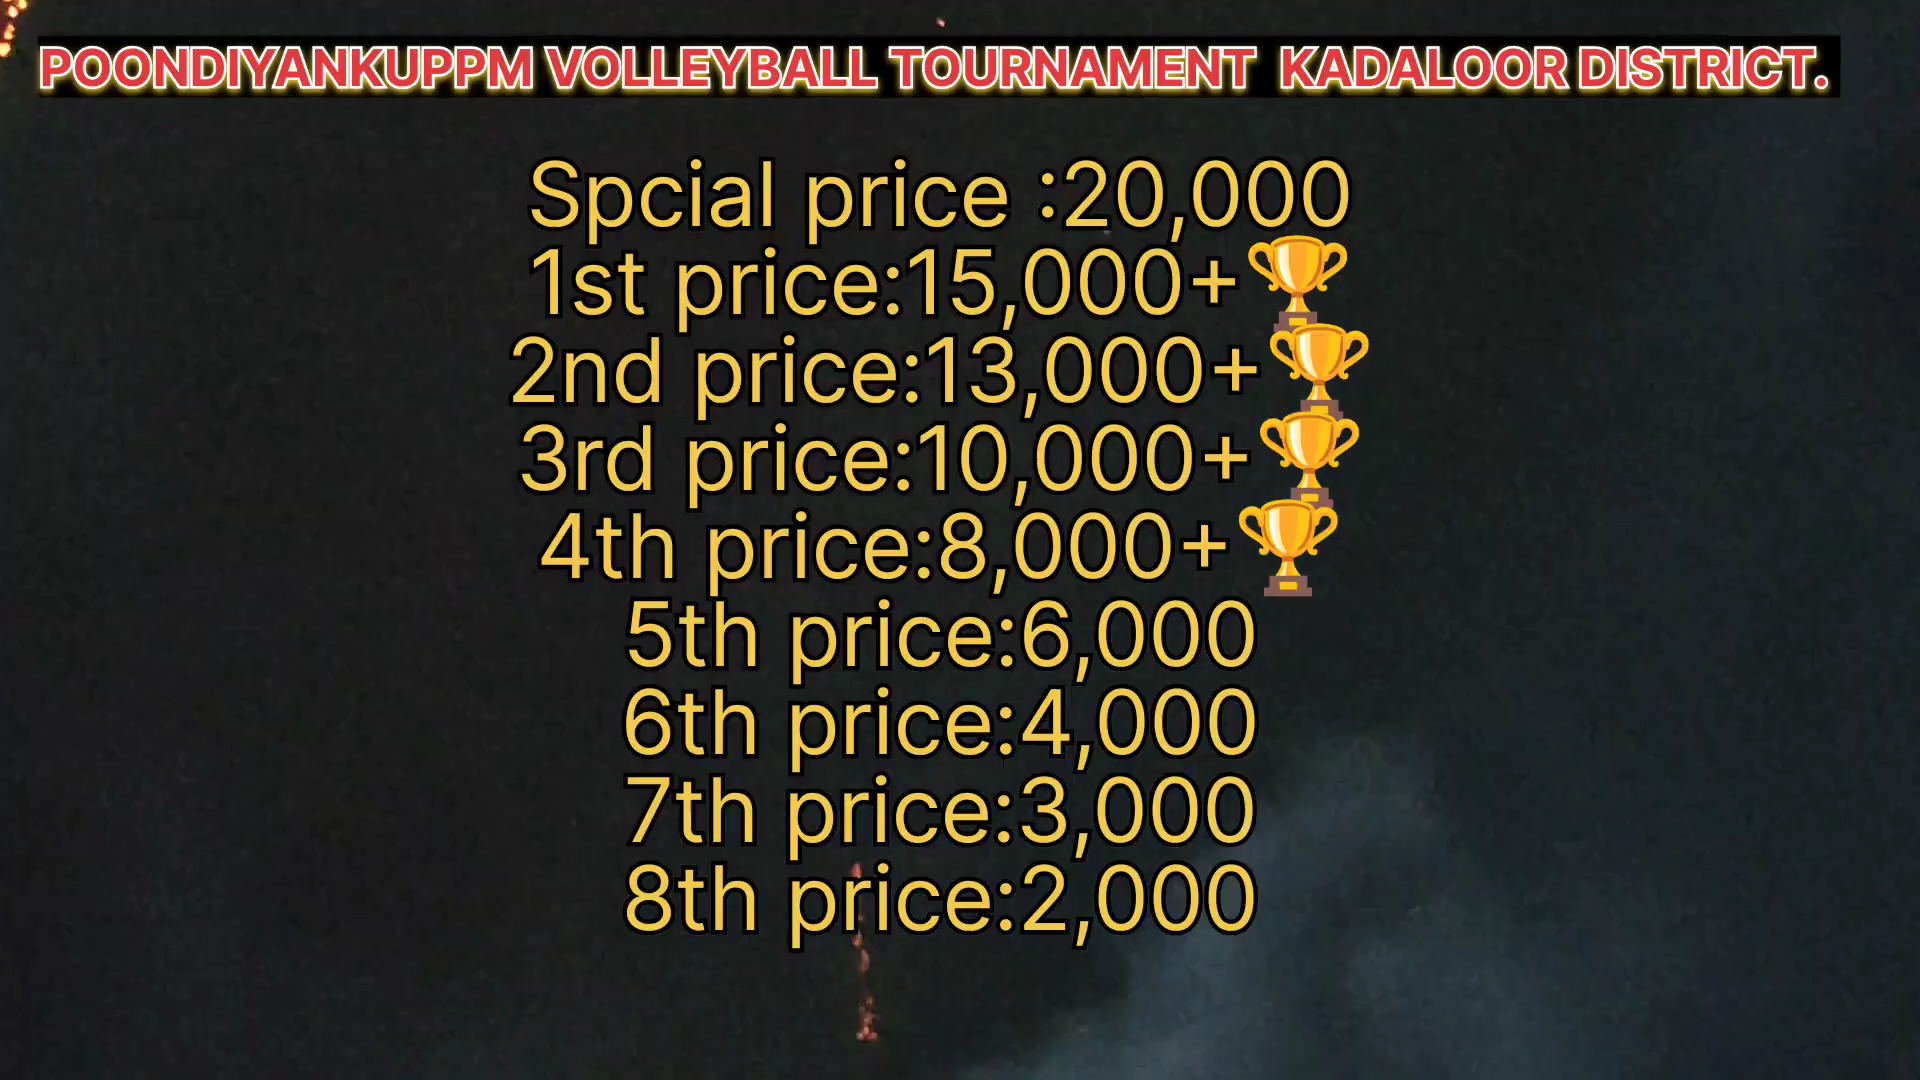 POONDIYANKUPPM VOLLEYBALL TOURNAMENT KADALOOR DISTRICT.
Spcial price :20,000
1st price:15,000+🏆
2nd price:13,000+🏆
3rd price:10,000+🏆
4th price:8,000+🏆
5th price:6,000
6th price:4,000
7th price:3,000
8th price:2,000